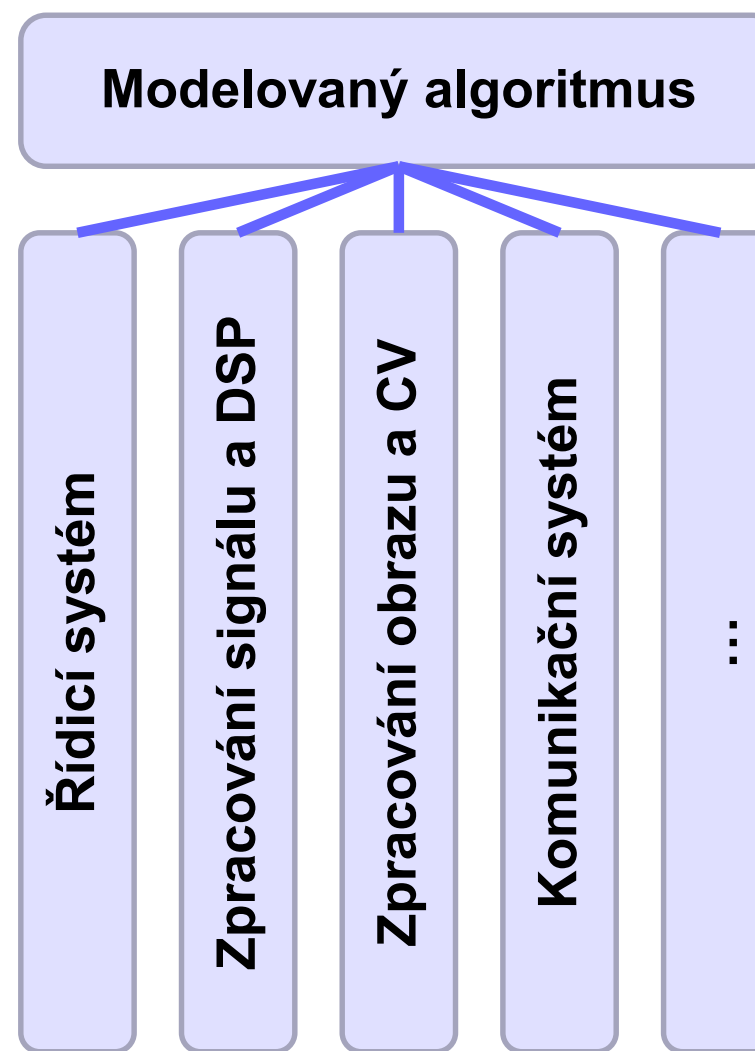 Modelovaný algoritmus
Řídicí systém
Zpracování signálu a DSP
Zpracování obrazu a CV
Komunikační systém
...